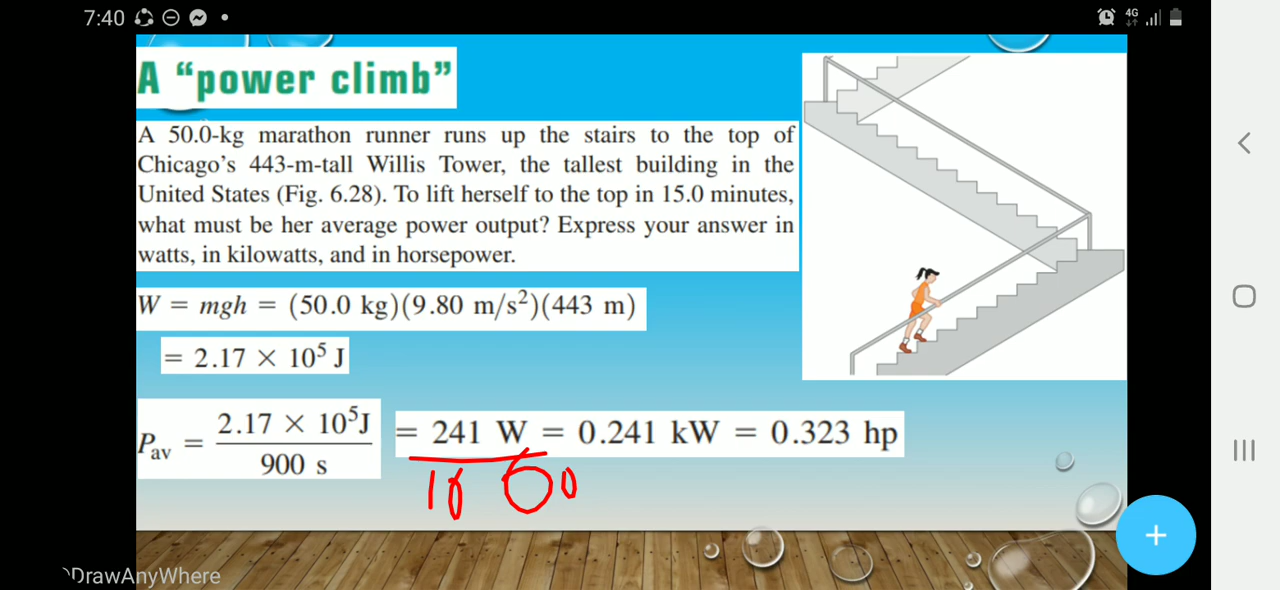 7:40
4G
A “power climb”
A 50.0-kg marathon runner runs up the stairs to the top of
Chicago’s 443-m-tall Willis Tower, the tallest building in the
United States (Fig. 6.28). To lift herself to the top in 15.0 minutes,
what must be her average power output? Express your answer in
watts, in kilowatts, and in horsepower.
W = mgh = (50.0 kg)(9.80 m/s²)(443 m)
= 2.17 × 10⁵ J
P_av = 2.17 × 10⁵J / 900 s = 241 W = 0.241 kW = 0.323 hp
DrawAnyWhere